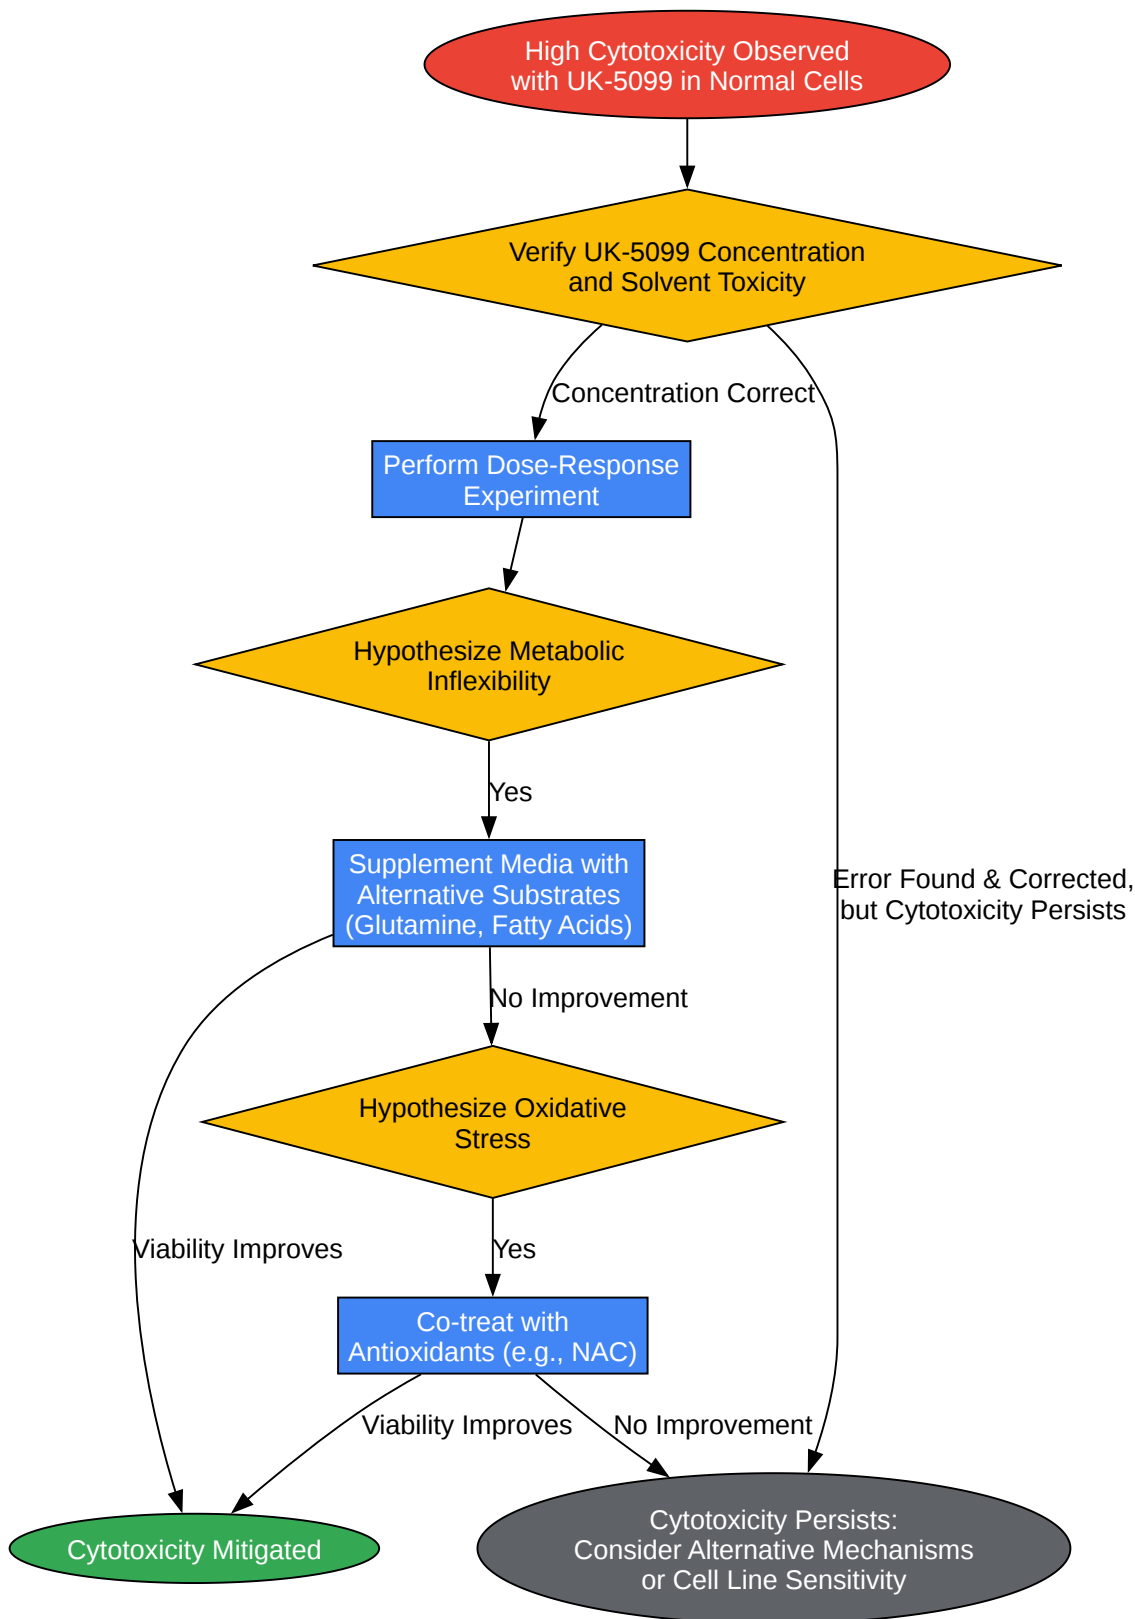 High Cytotoxicity Observed
with UK-5099 in Normal Cells
Verify UK-5099 Concentration
and Solvent Toxicity
Concentration Correct
Perform Dose-Response
Experiment
Hypothesize Metabolic
Inflexibility
Yes
Supplement Media with
Alternative Substrates
(Glutamine, Fatty Acids)
Error Found & Corrected,
but Cytotoxicity Persists
No Improvement
Hypothesize Oxidative
Stress
Viability Improves
Yes
Co-treat with
Antioxidants (e.g., NAC)
Viability Improves
No Improvement
Cytotoxicity Mitigated
Cytotoxicity Persists:
Consider Alternative Mechanisms
or Cell Line Sensitivity